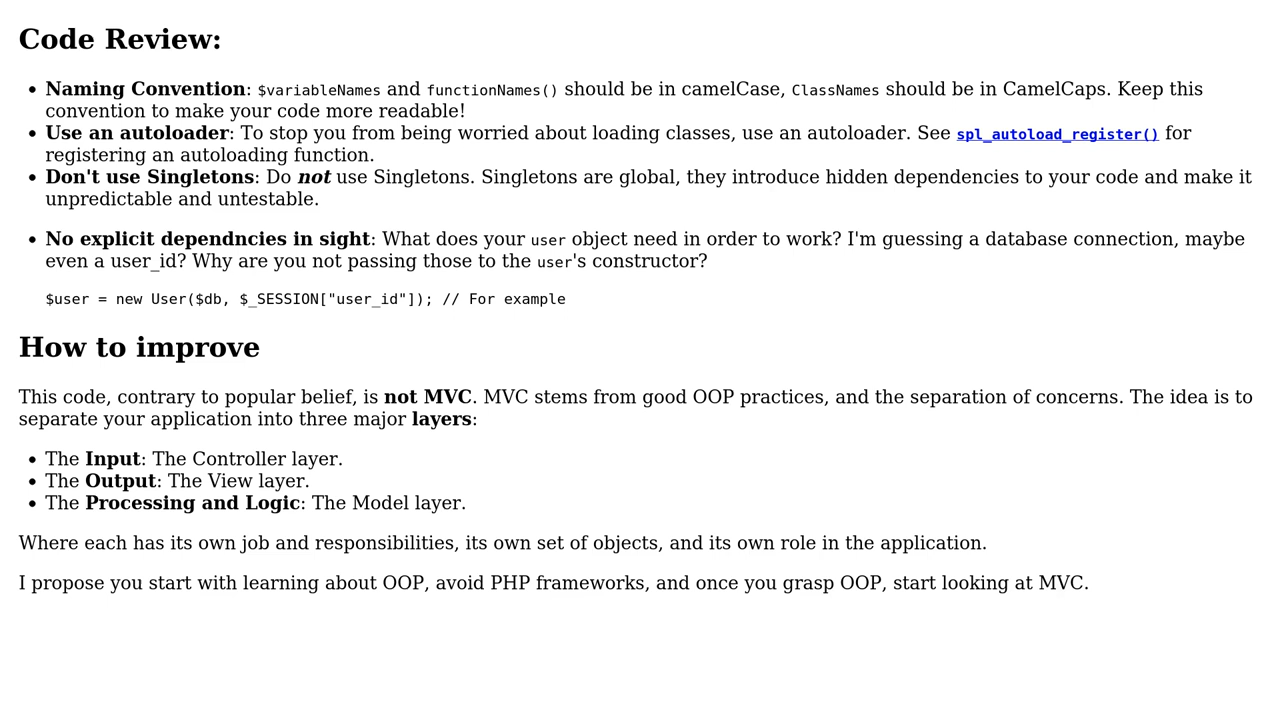 Code Review:
• Naming Convention: $variableNames and functionNames() should be in camelCase, ClassNames should be in CamelCaps. Keep this
convention to make your code more readable!
• Use an autoloader: To stop you from being worried about loading classes, use an autoloader. See spl_autoload_register() for
registering an autoloading function.
• Don't use Singletons: Do not use Singletons. Singletons are global, they introduce hidden dependencies to your code and make it
unpredictable and untestable.
• No explicit dependncies in sight: What does your user object need in order to work? I'm guessing a database connection, maybe
even a user_id? Why are you not passing those to the user's constructor?
$user = new User($db, $_SESSION["user_id"]); // For example
How to improve
This code, contrary to popular belief, is not MVC. MVC stems from good OOP practices, and the separation of concerns. The idea is to
separate your application into three major layers:
• The Input: The Controller layer.
• The Output: The View layer.
• The Processing and Logic: The Model layer.
Where each has its own job and responsibilities, its own set of objects, and its own role in the application.
I propose you start with learning about OOP, avoid PHP frameworks, and once you grasp OOP, start looking at MVC.